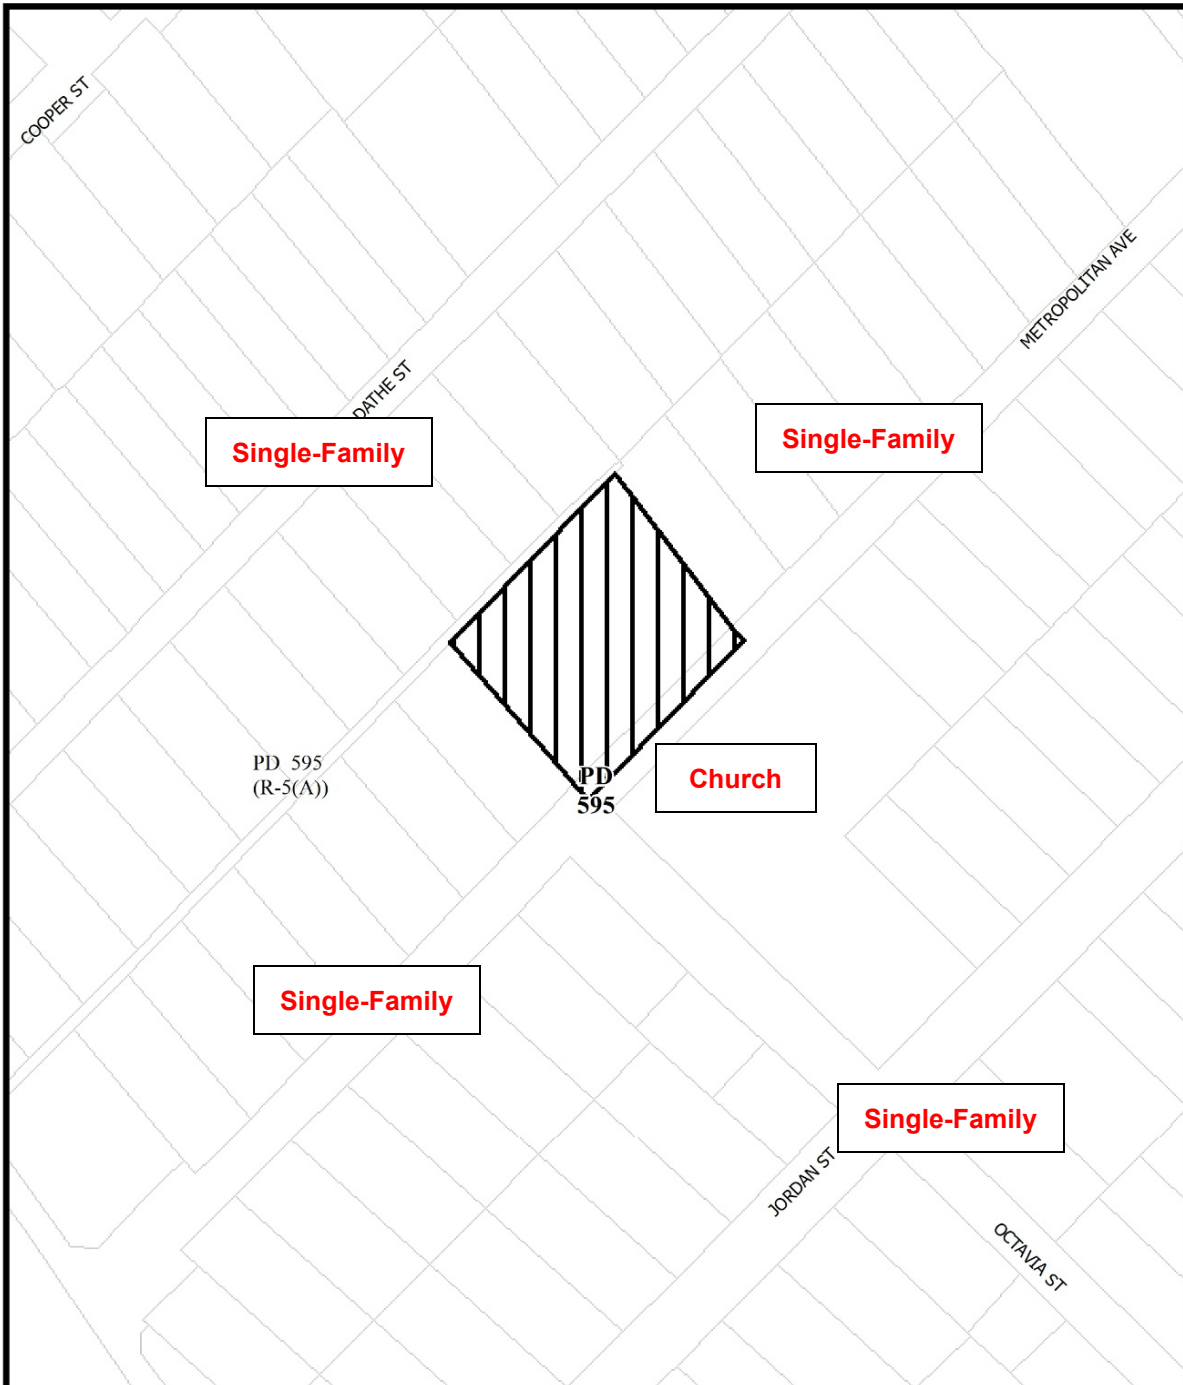 COOPER ST
METROPOLITAN AVE
DATHE ST
Single-Family
Single-Family
PD 595
(R-5(A))
PD
595
Church
Single-Family
Single-Family
JORDAN ST
OCTAVIA ST